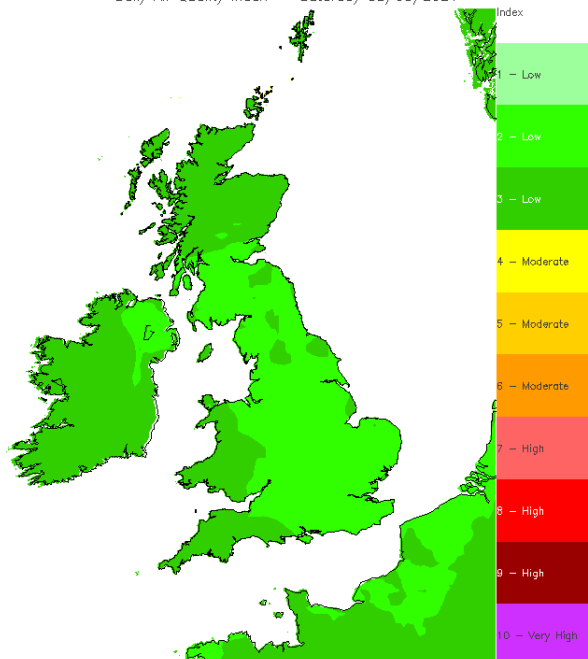 Index
1 - Low
2 - Low
3 - Low
4 - Moderate
5 - Moderate
6 - Moderate
7 - High
8 - High
9 - High
10 - Very High